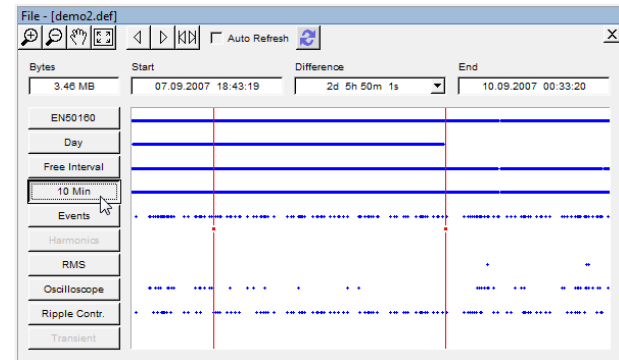 File - [demo2.def]
Auto Refresh
X
Bytes Start Difference End
3.46 MB 07.09.2007 18:43:19 2d 5h 50m 1s 10.09.2007 00:33:20
EN50160
Day
Free Interval
10 Min
Events
Harmonics
RMS
Oscilloscope
Ripple Contr.
Transient